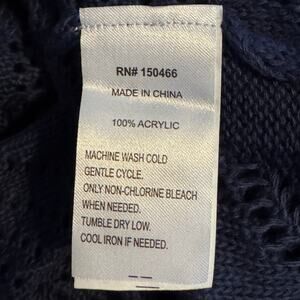 RN# 150466
MADE IN CHINA
100% ACRYLIC
MACHINE WASH COLD
GENTLE CYCLE.
ONLY NON-CHLORINE BLEACH
WHEN NEEDED.
TUMBLE DRY LOW.
COOL IRON IF NEEDED.